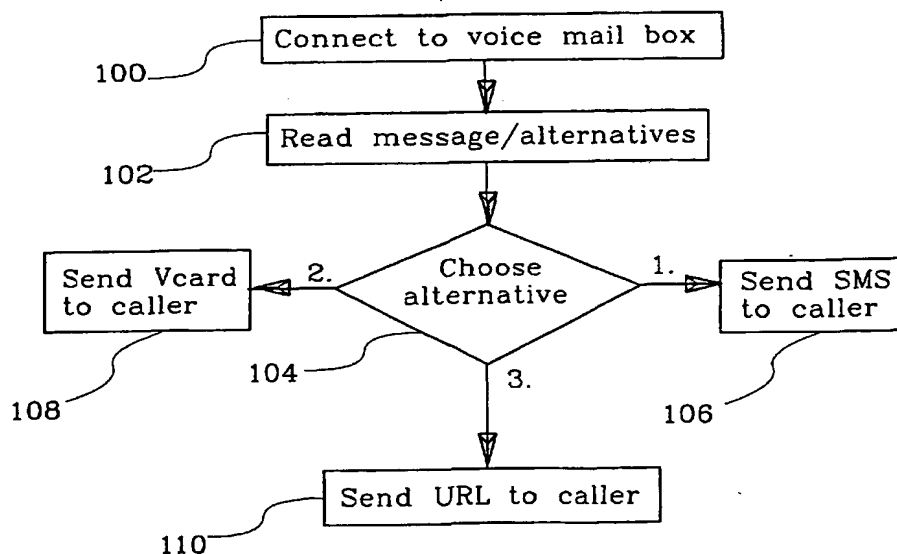 Connect to voice mail box
100
Read message/alternatives
102
Choose
alternative
104
1.
Send SMS
to caller
106
2.
Send Vcard
to caller
108
3.
Send URL to caller
110